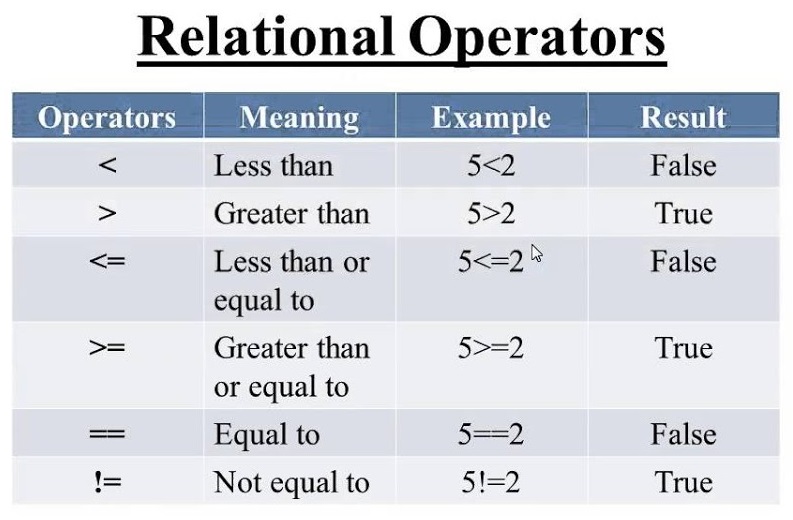 Relational Operators
Operators Meaning Example Result
< Less than 5<2 False
> Greater than 5>2 True
<= Less than or 5<=2 False
equal to
>= Greater than 5>=2 True
or equal to
== Equal to 5==2 False
!= Not equal to 5!=2 True